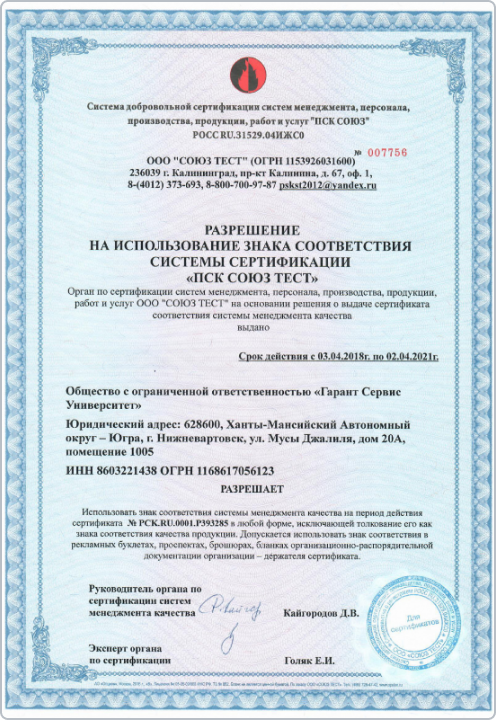 Система добровольной сертификации систем менеджмента, персонала,
производства, продукции, работ и услуг "ПСК СОЮЗ"
РОСС RU.31529.04ИЖС0
№ 007756
ООО "СОЮЗ ТЕСТ" (ОГРН 1153926031600)
236039 г. Калининград, пр-кт Калинина, д. 67, оф. 1,
8-(4012) 373-693, 8-800-700-97-87 pskst2012@yandex.ru
РАЗРЕШЕНИЕ
НА ИСПОЛЬЗОВАНИЕ ЗНАКА СООТВЕТСТВИЯ
СИСТЕМЫ СЕРТИФИКАЦИИ
«ПСК СОЮЗ ТЕСТ»
Орган по сертификации систем менеджмента, персонала, производства, продукции,
работ и услуг ООО "СОЮЗ ТЕСТ" на основании решения о выдаче сертификата
соответствия системы менеджмента качества
выдано
Срок действия с 03.04.2018г. по 02.04.2021г.
Общество с ограниченной ответственностью «Гарант Сервис
Университет»
Юридический адрес: 628600, Ханты-Мансийский Автономный
округ – Югра, г. Нижневартовск, ул. Мусы Джалиля, дом 20А,
помещение 1005
ИНН 8603221438 ОГРН 1168617056123
РАЗРЕШАЕТ
Использовать знак соответствия системы менеджмента качества на период действия
сертификата № РСК.RU.0001.Р393285 в любой форме, исключающей толкование его как
знака соответствия качества продукции. Допускается использовать знак соответствия в
рекламных буклетах, проспектах, брошюрах, бланках организационно-распорядительной
документации организации – держателя сертификата.
Руководитель органа по
сертификации систем
менеджмента качества
Кайгородов Д.В.
Для
сертификатов
Эксперт органа
по сертификации
Голяк Е.И.